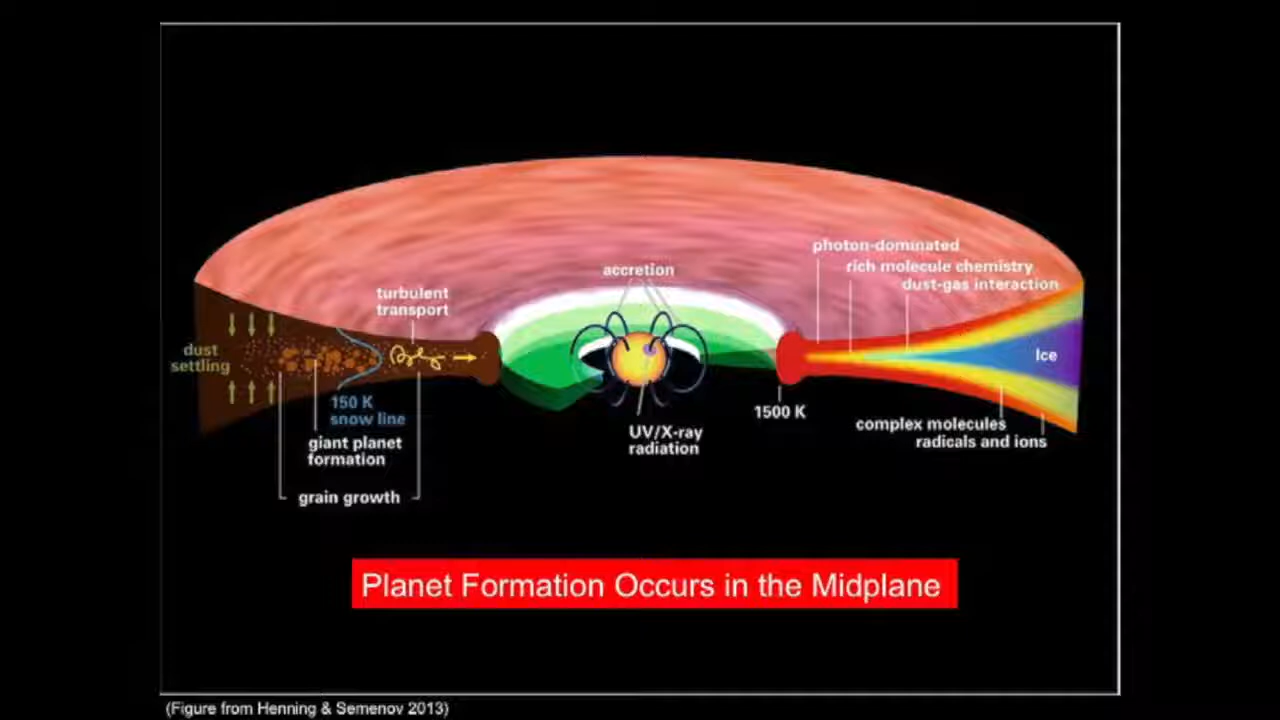 photon-dominated
rich molecule chemistry
dust-gas interaction
accretion
turbulent
transport
dust
settling
Ice
150 K
snow line
1500 K
giant planet
formation
UV/X-ray
radiation
complex molecules
radicals and ions
grain growth
Planet Formation Occurs in the Midplane
(Figure from Henning & Semenov 2013)